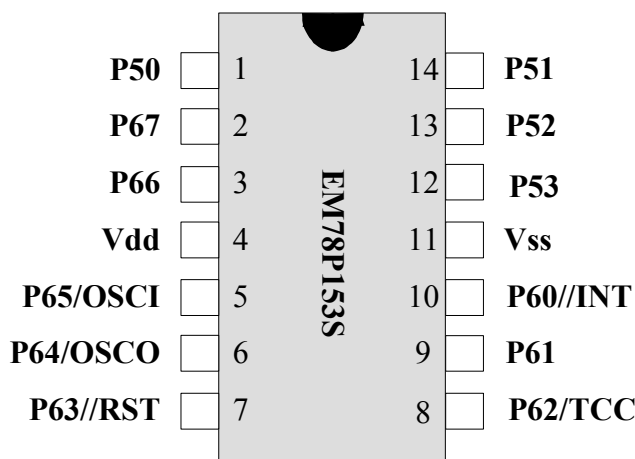 P50 1 14 P51
P67 2 13 P52
P66 3 12 P53
Vdd 4 11 Vss
P65/OSCI 5 10 P60//INT
P64/OSCO 6 9 P61
P63//RST 7 8 P62/TCC
EM78P153S